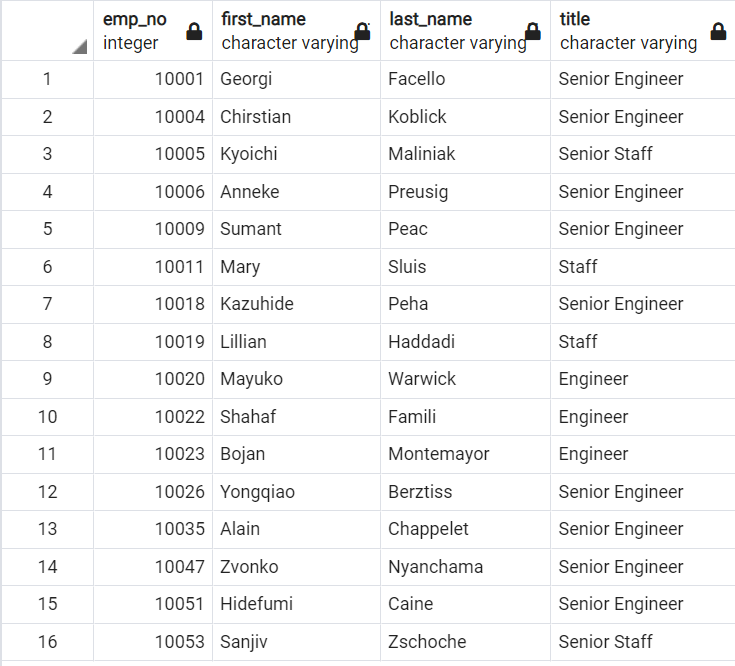 emp_no first_name last_name title
integer character varying character varying character varying
1 10001 Georgi Facello Senior Engineer
2 10004 Chirstian Koblick Senior Engineer
3 10005 Kyoichi Maliniak Senior Staff
4 10006 Anneke Preusig Senior Engineer
5 10009 Sumant Peac Senior Engineer
6 10011 Mary Sluis Staff
7 10018 Kazuhide Peha Senior Engineer
8 10019 Lillian Haddadi Staff
9 10020 Mayuko Warwick Engineer
10 10022 Shahaf Famili Engineer
11 10023 Bojan Montemayor Engineer
12 10026 Yongqiao Berztiss Senior Engineer
13 10035 Alain Chappelet Senior Engineer
14 10047 Zvonko Nyanchama Senior Engineer
15 10051 Hidefumi Caine Senior Engineer
16 10053 Sanjiv Zschoche Senior Staff